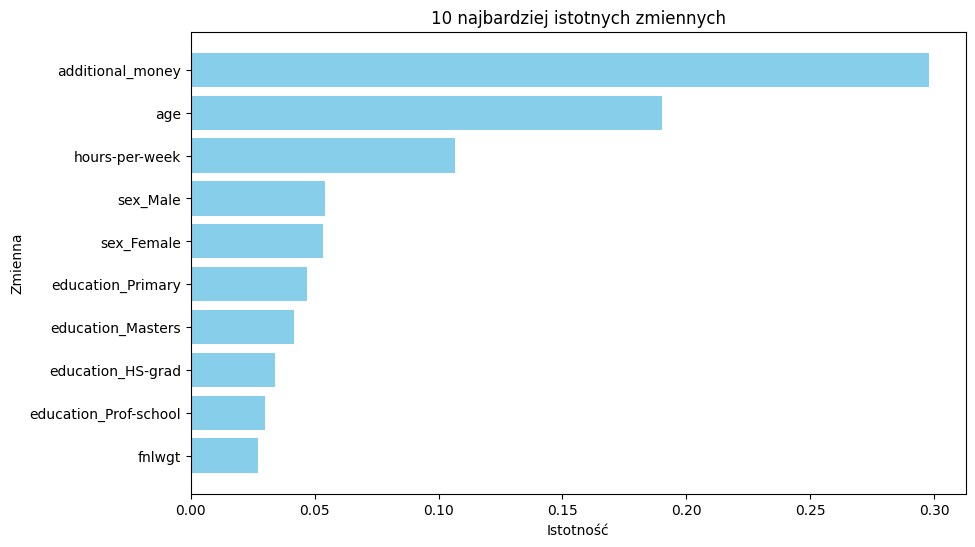 10 najbardziej istotnych zmiennych
additional_money
age
hours-per-week
sex_Male
sex_Female
education_Primary
education_Masters
education_HS-grad
education_Prof-school
fnlwgt
Zmienna
0.00 0.05 0.10 0.15 0.20 0.25 0.30
Istotność